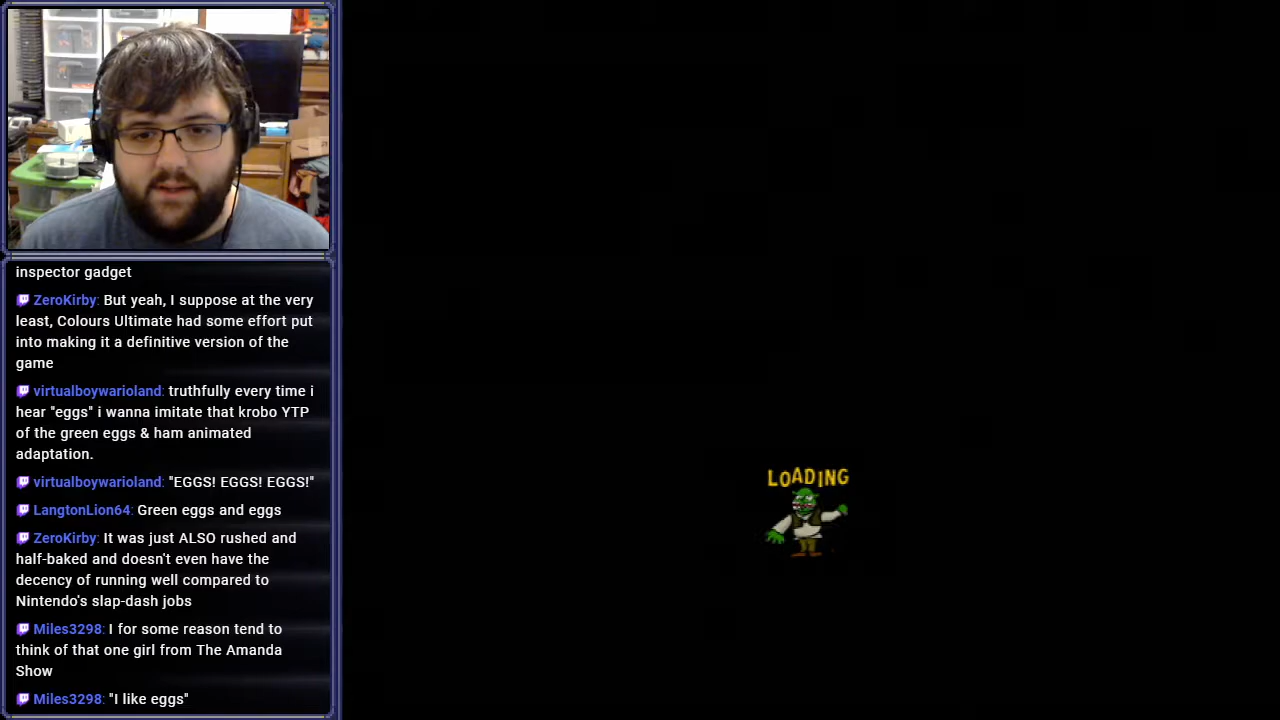 inspector gadget
ZeroKirby: But yeah, I suppose at the very
least, Colours Ultimate had some effort put
into making it a definitive version of the
game
virtualboywarioland: truthfully every time i
hear "eggs" i wanna imitate that krobo YTP
of the green eggs & ham animated
adaptation.
virtualboywarioland: "EGGS! EGGS! EGGS!"
LangtonLion64: Green eggs and eggs
ZeroKirby: It was just ALSO rushed and
half-baked and doesn't even have the
decency of running well compared to
Nintendo's slap-dash jobs
Miles3298: I for some reason tend to
think of that one girl from The Amanda
Show
Miles3298: "I like eggs"
LOADING